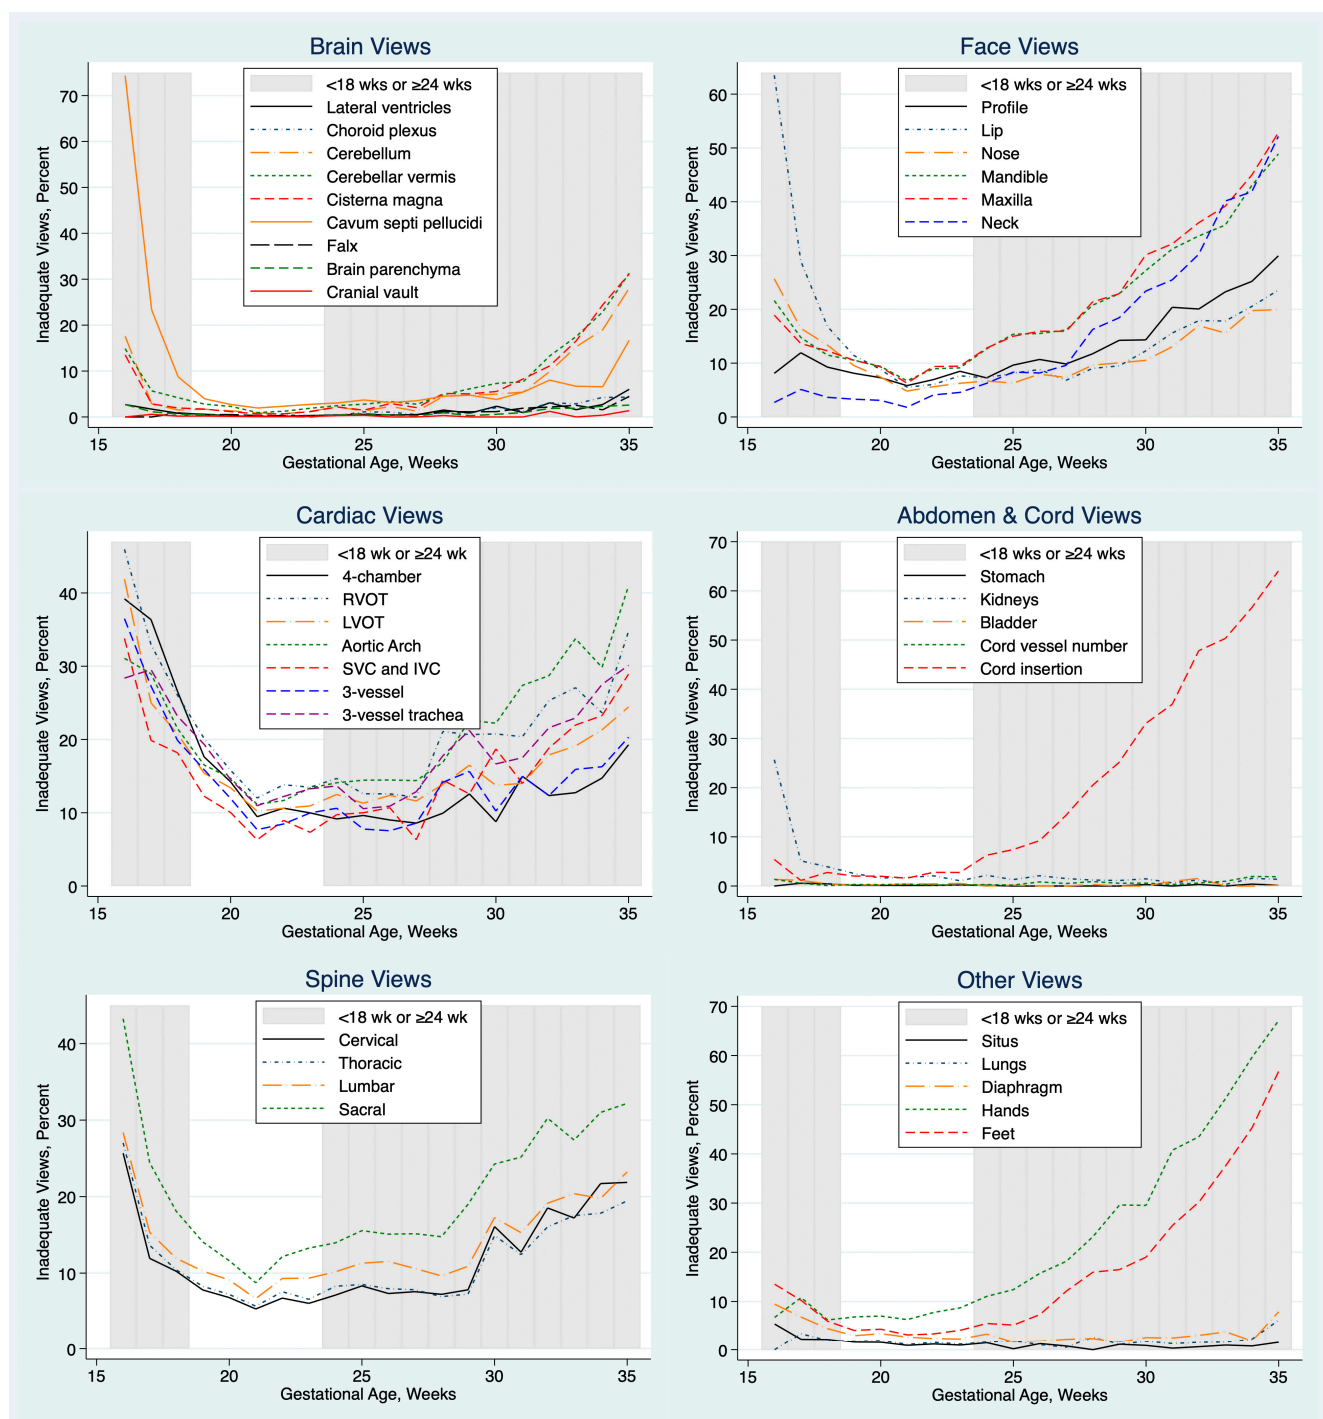 Brain Views
Inadequate Views, Percent
70
60
50
40
30
20
10
0
<18 wks or ≥24 wks
Lateral ventricles
Choroid plexus
Cerebellum
Cerebellar vermis
Cisterna magna
Cavum septi pellucidi
Falx
Brain parenchyma
Cranial vault
15 20 25 30 35
Gestational Age, Weeks
Face Views
Inadequate Views, Percent
60
50
40
30
20
10
0
<18 wks or ≥24 wks
Profile
Lip
Nose
Mandible
Maxilla
Neck
15 20 25 30 35
Gestational Age, Weeks
Cardiac Views
Inadequate Views, Percent
40
30
20
10
0
<18 wk or ≥24 wk
4-chamber
RVOT
LVOT
Aortic Arch
SVC and IVC
3-vessel
3-vessel trachea
15 20 25 30 35
Gestational Age, Weeks
Abdomen & Cord Views
Inadequate Views, Percent
70
60
50
40
30
20
10
0
<18 wks or ≥24 wks
Stomach
Kidneys
Bladder
Cord vessel number
Cord insertion
15 20 25 30 35
Gestational Age, Weeks
Spine Views
Inadequate Views, Percent
40
30
20
10
0
<18 wk or ≥24 wk
Cervical
Thoracic
Lumbar
Sacral
15 20 25 30 35
Gestational Age, Weeks
Other Views
Inadequate Views, Percent
70
60
50
40
30
20
10
0
<18 wks or ≥24 wks
Situs
Lungs
Diaphragm
Hands
Feet
15 20 25 30 35
Gestational Age, Weeks